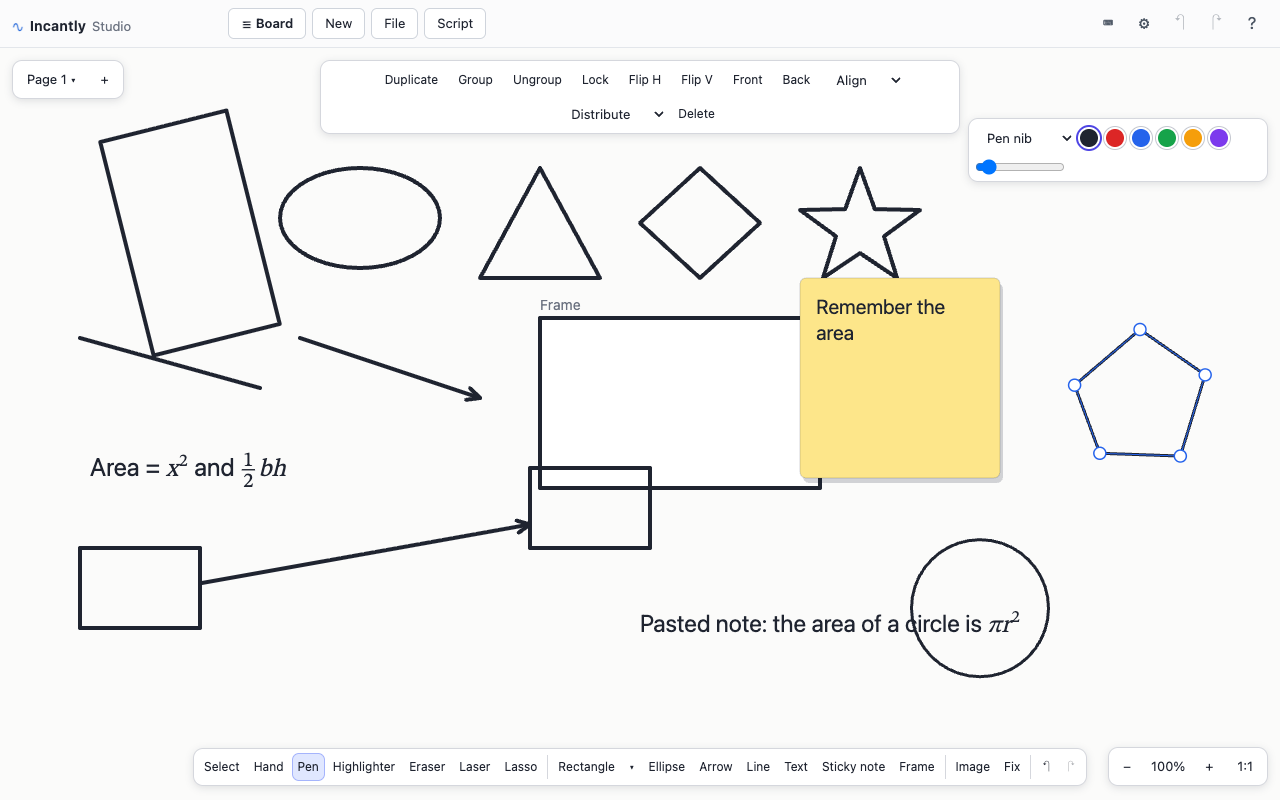 Incantly Studio
≡ Board New File Script
?
Page 1 +
Duplicate Group Ungroup Lock Flip H Flip V Front Back Align
Distribute Delete
Pen nib
Frame
Remember the
area
Area = x² and ½ bh
Pasted note: the area of a circle is πr²
Select Hand Pen Highlighter Eraser Laser Lasso Rectangle Ellipse Arrow Line Text Sticky note Frame Image Fix
− 100% + 1:1